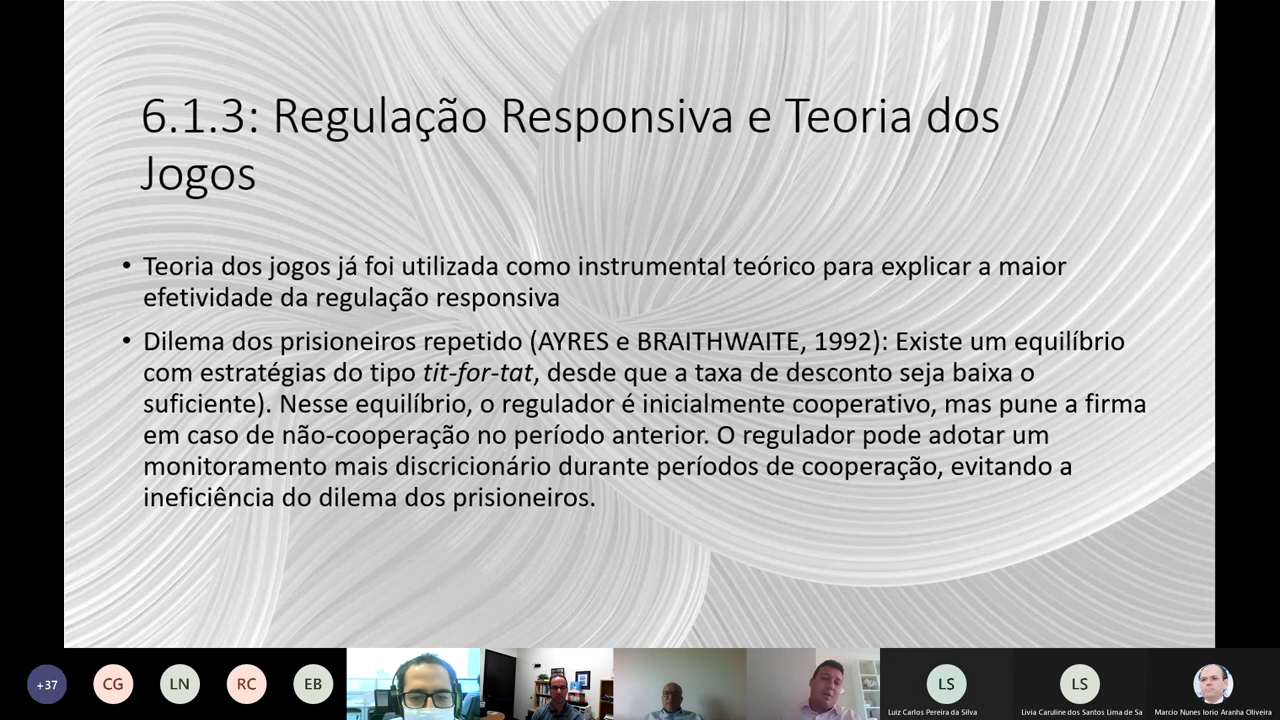 6.1.3: Regulação Responsiva e Teoria dos
Jogos
• Teoria dos jogos já foi utilizada como instrumental teórico para explicar a maior
efetividade da regulação responsiva
• Dilema dos prisioneiros repetido (AYRES e BRAITHWAITE, 1992): Existe um equilíbrio
com estratégias do tipo tit-for-tat, desde que a taxa de desconto seja baixa o
suficiente). Nesse equilíbrio, o regulador é inicialmente cooperativo, mas pune a firma
em caso de não-cooperação no período anterior. O regulador pode adotar um
monitoramento mais discricionário durante períodos de cooperação, evitando a
ineficiência do dilema dos prisioneiros.
+37
CG
LN
RC
EB
LS
LS
Luiz Carlos Pereira da Silva
Livia Caruline dos Santos Lima de Sa
Marcio Nunes Iorio Aranha Oliveira